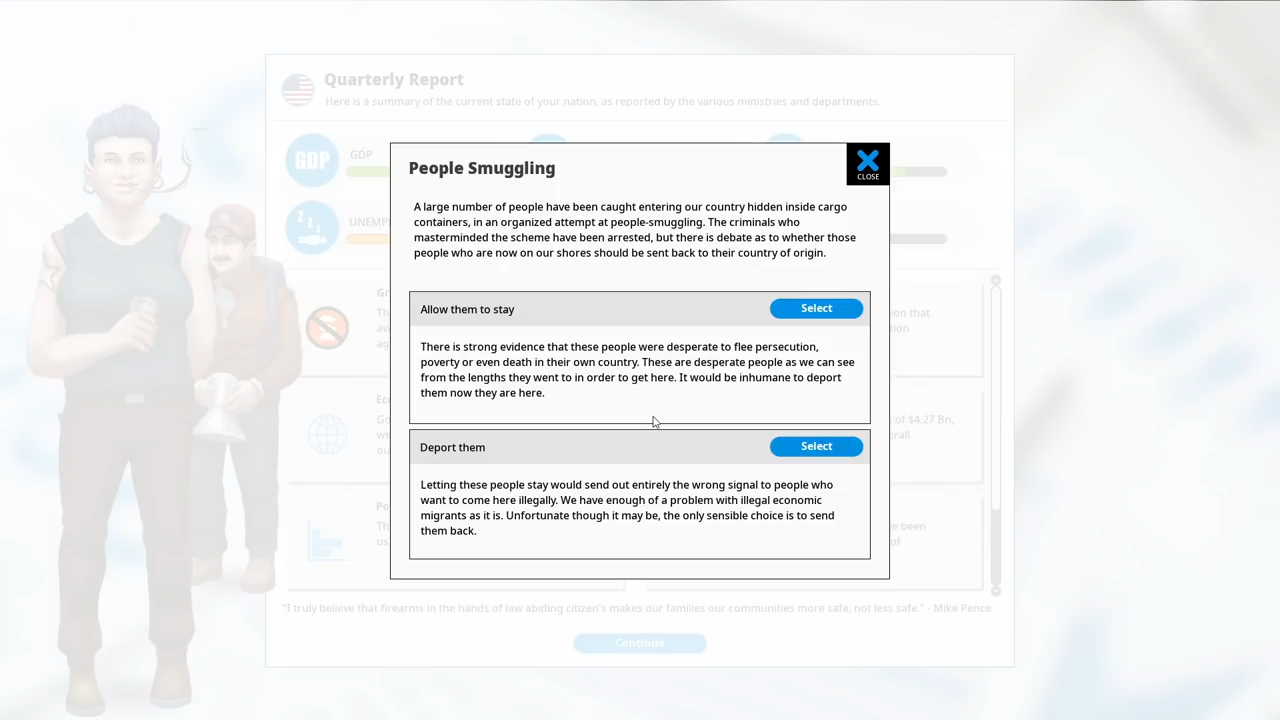 Quarterly Report
Here is a summary of the current state of your nation, as reported by the various ministries and departments.
GDP
GDP
People Smuggling
CLOSE
A large number of people have been caught entering our country hidden inside cargo
containers, in an organized attempt at people-smuggling. The criminals who
masterminded the scheme have been arrested, but there is debate as to whether those
people who are now on our shores should be sent back to their country of origin.
Allow them to stay
Select
There is strong evidence that these people were desperate to flee persecution,
poverty or even death in their own country. These are desperate people as we can see
from the lengths they went to in order to get here. It would be inhumane to deport
them now they are here.
of $4.27 Bn,
Deport them
Select
Letting these people stay would send out entirely the wrong signal to people who
want to come here illegally. We have enough of a problem with illegal economic
migrants as it is. Unfortunate though it may be, the only sensible choice is to send
them back.
been
of
"I truly believe that firearms in the hands of law abiding citizen's makes our families our communities more safe, not less safe." - Mike Pence
Continue